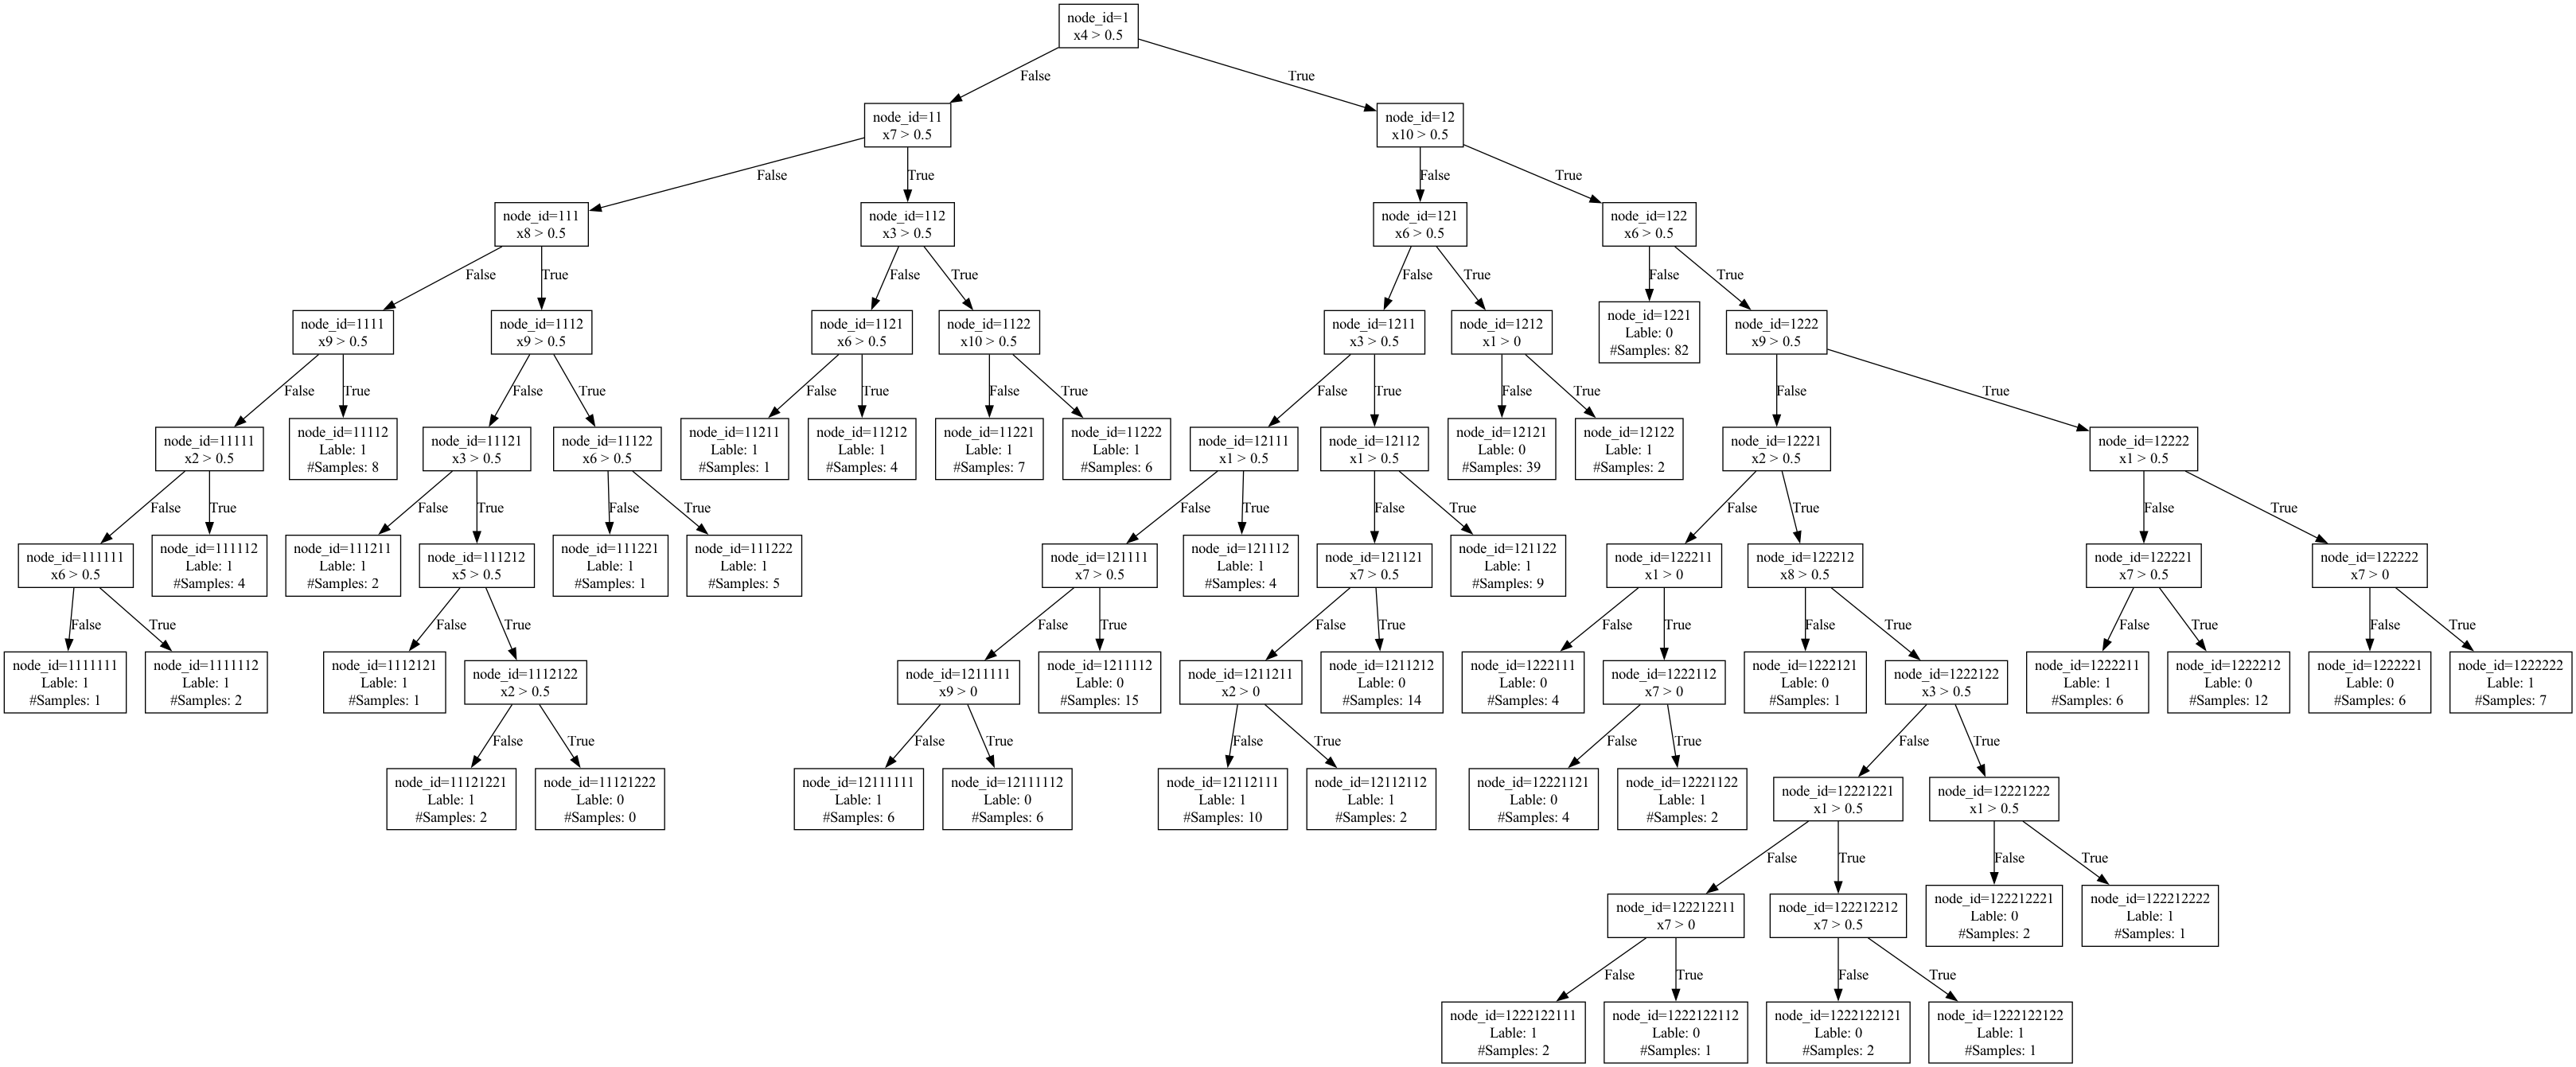 node_id=1
x4 > 0.5
False
True
node_id=11
x7 > 0.5
node_id=12
x10 > 0.5
False
True
False
True
node_id=111
x8 > 0.5
node_id=112
x3 > 0.5
node_id=121
x6 > 0.5
node_id=122
x6 > 0.5
False
True
False
True
False
True
False
True
node_id=1111
x9 > 0.5
node_id=1112
x9 > 0.5
node_id=1121
x6 > 0.5
node_id=1122
x10 > 0.5
node_id=1211
x3 > 0.5
node_id=1212
x1 > 0
node_id=1221
Lable: 0
#Samples: 82
node_id=1222
x9 > 0.5
False
True
False
True
False
True
False
True
False
True
False
True
False
True
node_id=11111
x2 > 0.5
node_id=11112
Lable: 1
#Samples: 8
node_id=11121
x3 > 0.5
node_id=11122
x6 > 0.5
node_id=11211
Lable: 1
#Samples: 1
node_id=11212
Lable: 1
#Samples: 4
node_id=11221
Lable: 1
#Samples: 7
node_id=11222
Lable: 1
#Samples: 6
node_id=12111
x1 > 0.5
node_id=12112
x1 > 0.5
node_id=12121
Lable: 0
#Samples: 39
node_id=12122
Lable: 1
#Samples: 2
node_id=12221
x2 > 0.5
node_id=12222
x1 > 0.5
False
True
False
True
False
True
False
True
False
True
False
True
False
True
node_id=111111
x6 > 0.5
node_id=111112
Lable: 1
#Samples: 4
node_id=111211
Lable: 1
#Samples: 2
node_id=111212
x5 > 0.5
node_id=111221
Lable: 1
#Samples: 1
node_id=111222
Lable: 1
#Samples: 5
node_id=121111
x7 > 0.5
node_id=121112
Lable: 1
#Samples: 4
node_id=121121
x7 > 0.5
node_id=121122
Lable: 1
#Samples: 9
node_id=122211
x1 > 0
node_id=122212
x8 > 0.5
node_id=122221
x7 > 0.5
node_id=122222
x7 > 0
False
True
False
True
False
True
False
True
False
True
False
True
False
True
False
True
node_id=1111111
Lable: 1
#Samples: 1
node_id=1111112
Lable: 1
#Samples: 2
node_id=1112121
Lable: 1
#Samples: 1
node_id=1112122
x2 > 0.5
node_id=1211111
x9 > 0
node_id=1211112
Lable: 0
#Samples: 15
node_id=1211211
x2 > 0
node_id=1211212
Lable: 0
#Samples: 14
node_id=1222111
Lable: 0
#Samples: 4
node_id=1222112
x7 > 0
node_id=1222121
Lable: 0
#Samples: 1
node_id=1222122
x3 > 0.5
node_id=1222211
Lable: 1
#Samples: 6
node_id=1222212
Lable: 0
#Samples: 12
node_id=1222221
Lable: 0
#Samples: 6
node_id=1222222
Lable: 1
#Samples: 7
False
True
False
True
False
True
False
True
False
True
node_id=11121221
Lable: 1
#Samples: 2
node_id=11121222
Lable: 0
#Samples: 0
node_id=12111111
Lable: 1
#Samples: 6
node_id=12111112
Lable: 0
#Samples: 6
node_id=12112111
Lable: 1
#Samples: 10
node_id=12112112
Lable: 1
#Samples: 2
node_id=12221121
Lable: 0
#Samples: 4
node_id=12221122
Lable: 1
#Samples: 2
node_id=12221221
x1 > 0.5
node_id=12221222
x1 > 0.5
False
True
False
True
node_id=122212211
x7 > 0
node_id=122212212
x7 > 0.5
node_id=122212221
Lable: 0
#Samples: 2
node_id=122212222
Lable: 1
#Samples: 1
False
True
False
True
node_id=1222122111
Lable: 1
#Samples: 2
node_id=1222122112
Lable: 0
#Samples: 1
node_id=1222122121
Lable: 0
#Samples: 2
node_id=1222122122
Lable: 1
#Samples: 1